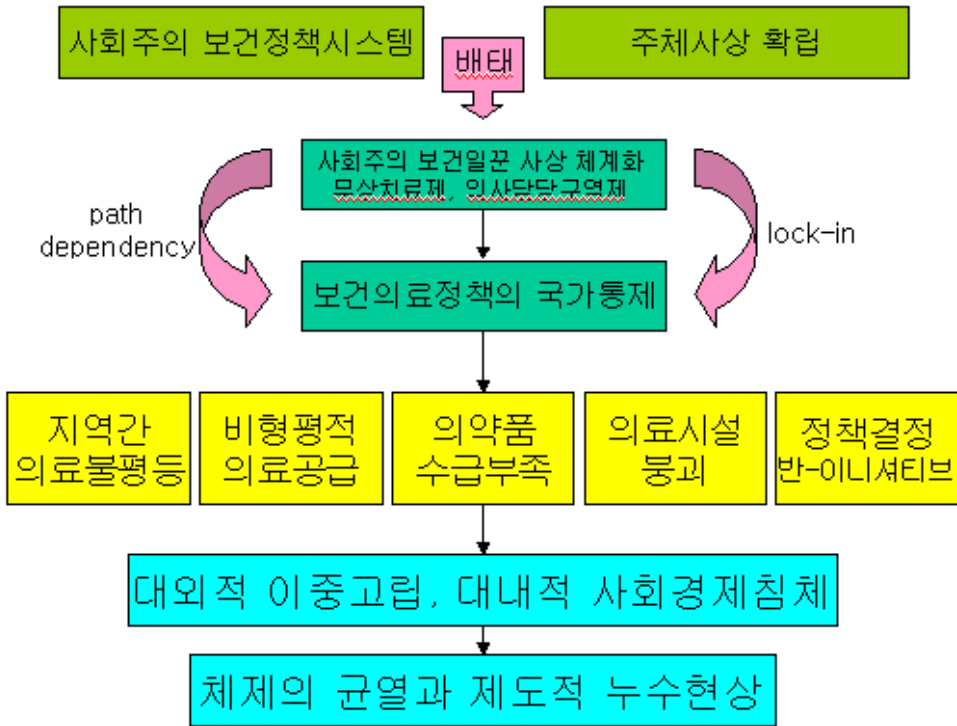 사회주의 보건정책시스템
주체사상 확립
배태
사회주의 보건일꾼 사상 체계화
무상치료제, 의사담당구역제
path
dependency
lock-in
보건의료정책의 국가통제
지역간
의료불평등
비형평적
의료공급
의약품
수급부족
의료시설
붕괴
정책결정
반-이니셔티브
대외적 이중고립, 대내적 사회경제침체
체제의 균열과 제도적 누수현상